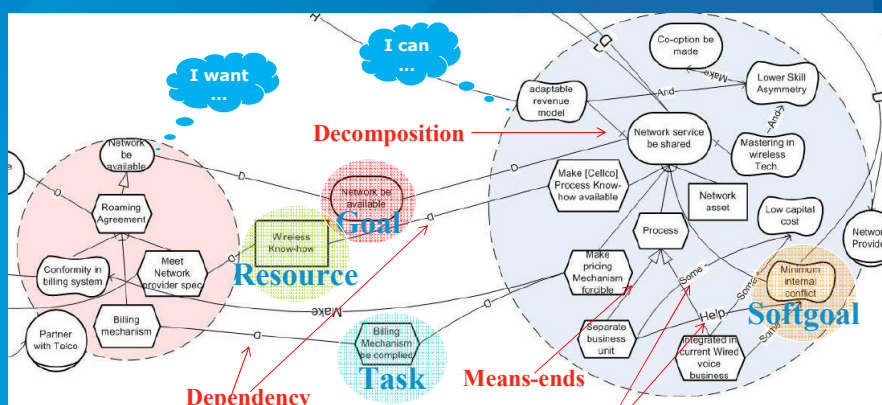 I want
...
I can
...
Decomposition
Co-option be
made
Make
Lower Skill
Asymmetry
adaptable
revenue
model
And
And
Mastering in
wireless
Tech.
Network service
be shared
Network
be
available
D
D
Network be
available
Goal
Make [Cellco]
Process Know-
how available
Network
asset
Low capital
cost
Roaming
Agreement
D
D
Wireless
Know-how
Resource
Process
Network
Provide
Conformity in
billing system
Meet
Network
provider spec
D
Make
pricing
Mechanism
forcible
Some
Some
Minimum
internal
conflict
Softgoal
Make
D
Help
Some
Partner
with Telco
Billing
mechanism
D
Billing
Mechanism
be complied
Task
Separate
business
unit
Integrated in
current Wired
voice
business
Means-ends
Dependency